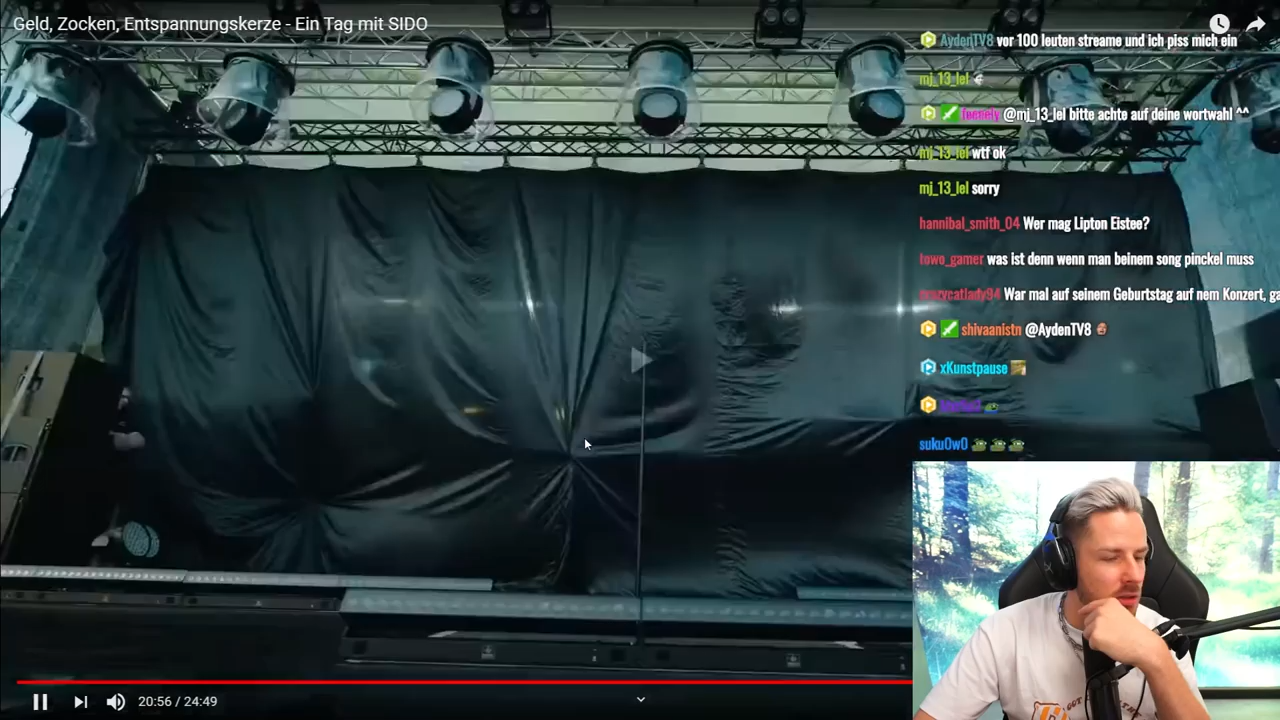 Geld, Zocken, Entspannungskerze - Ein Tag mit SIDO
AydenTV8 vor 100 leuten streame und ich piss mich ein
mj_13_lel
@mj_13_lel bitte achte auf deine wortwahl ^^
mj_13_lel wtf ok
mj_13_lel sorry
hannibal_smith_04 Wer mag Lipton Eistee?
towo_gamer was ist denn wenn man beinem song pinckel muss
crazycatlady94 War mal auf seinem Geburtstag auf nem Konzert, ga
shivaanistn @AydenTV8
xKunstpause
sukuOwO
20:56 / 24:49